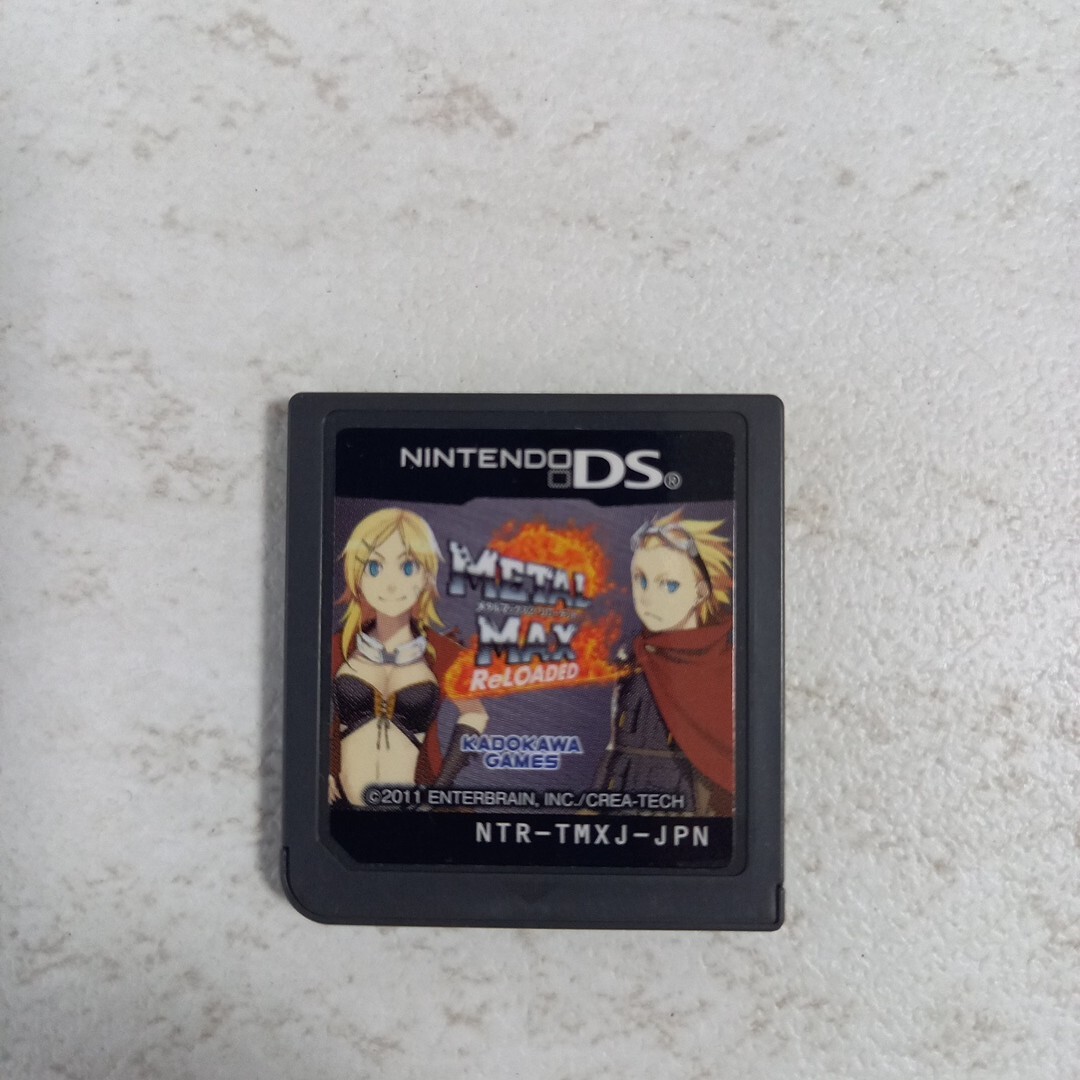 NINTENDO DS®
METAL
MAX
ReLOADED
KADOKAWA
GAMES
©2011 ENTERBRAIN, INC./CREA-TECH
NTR-TMXJ-JPN